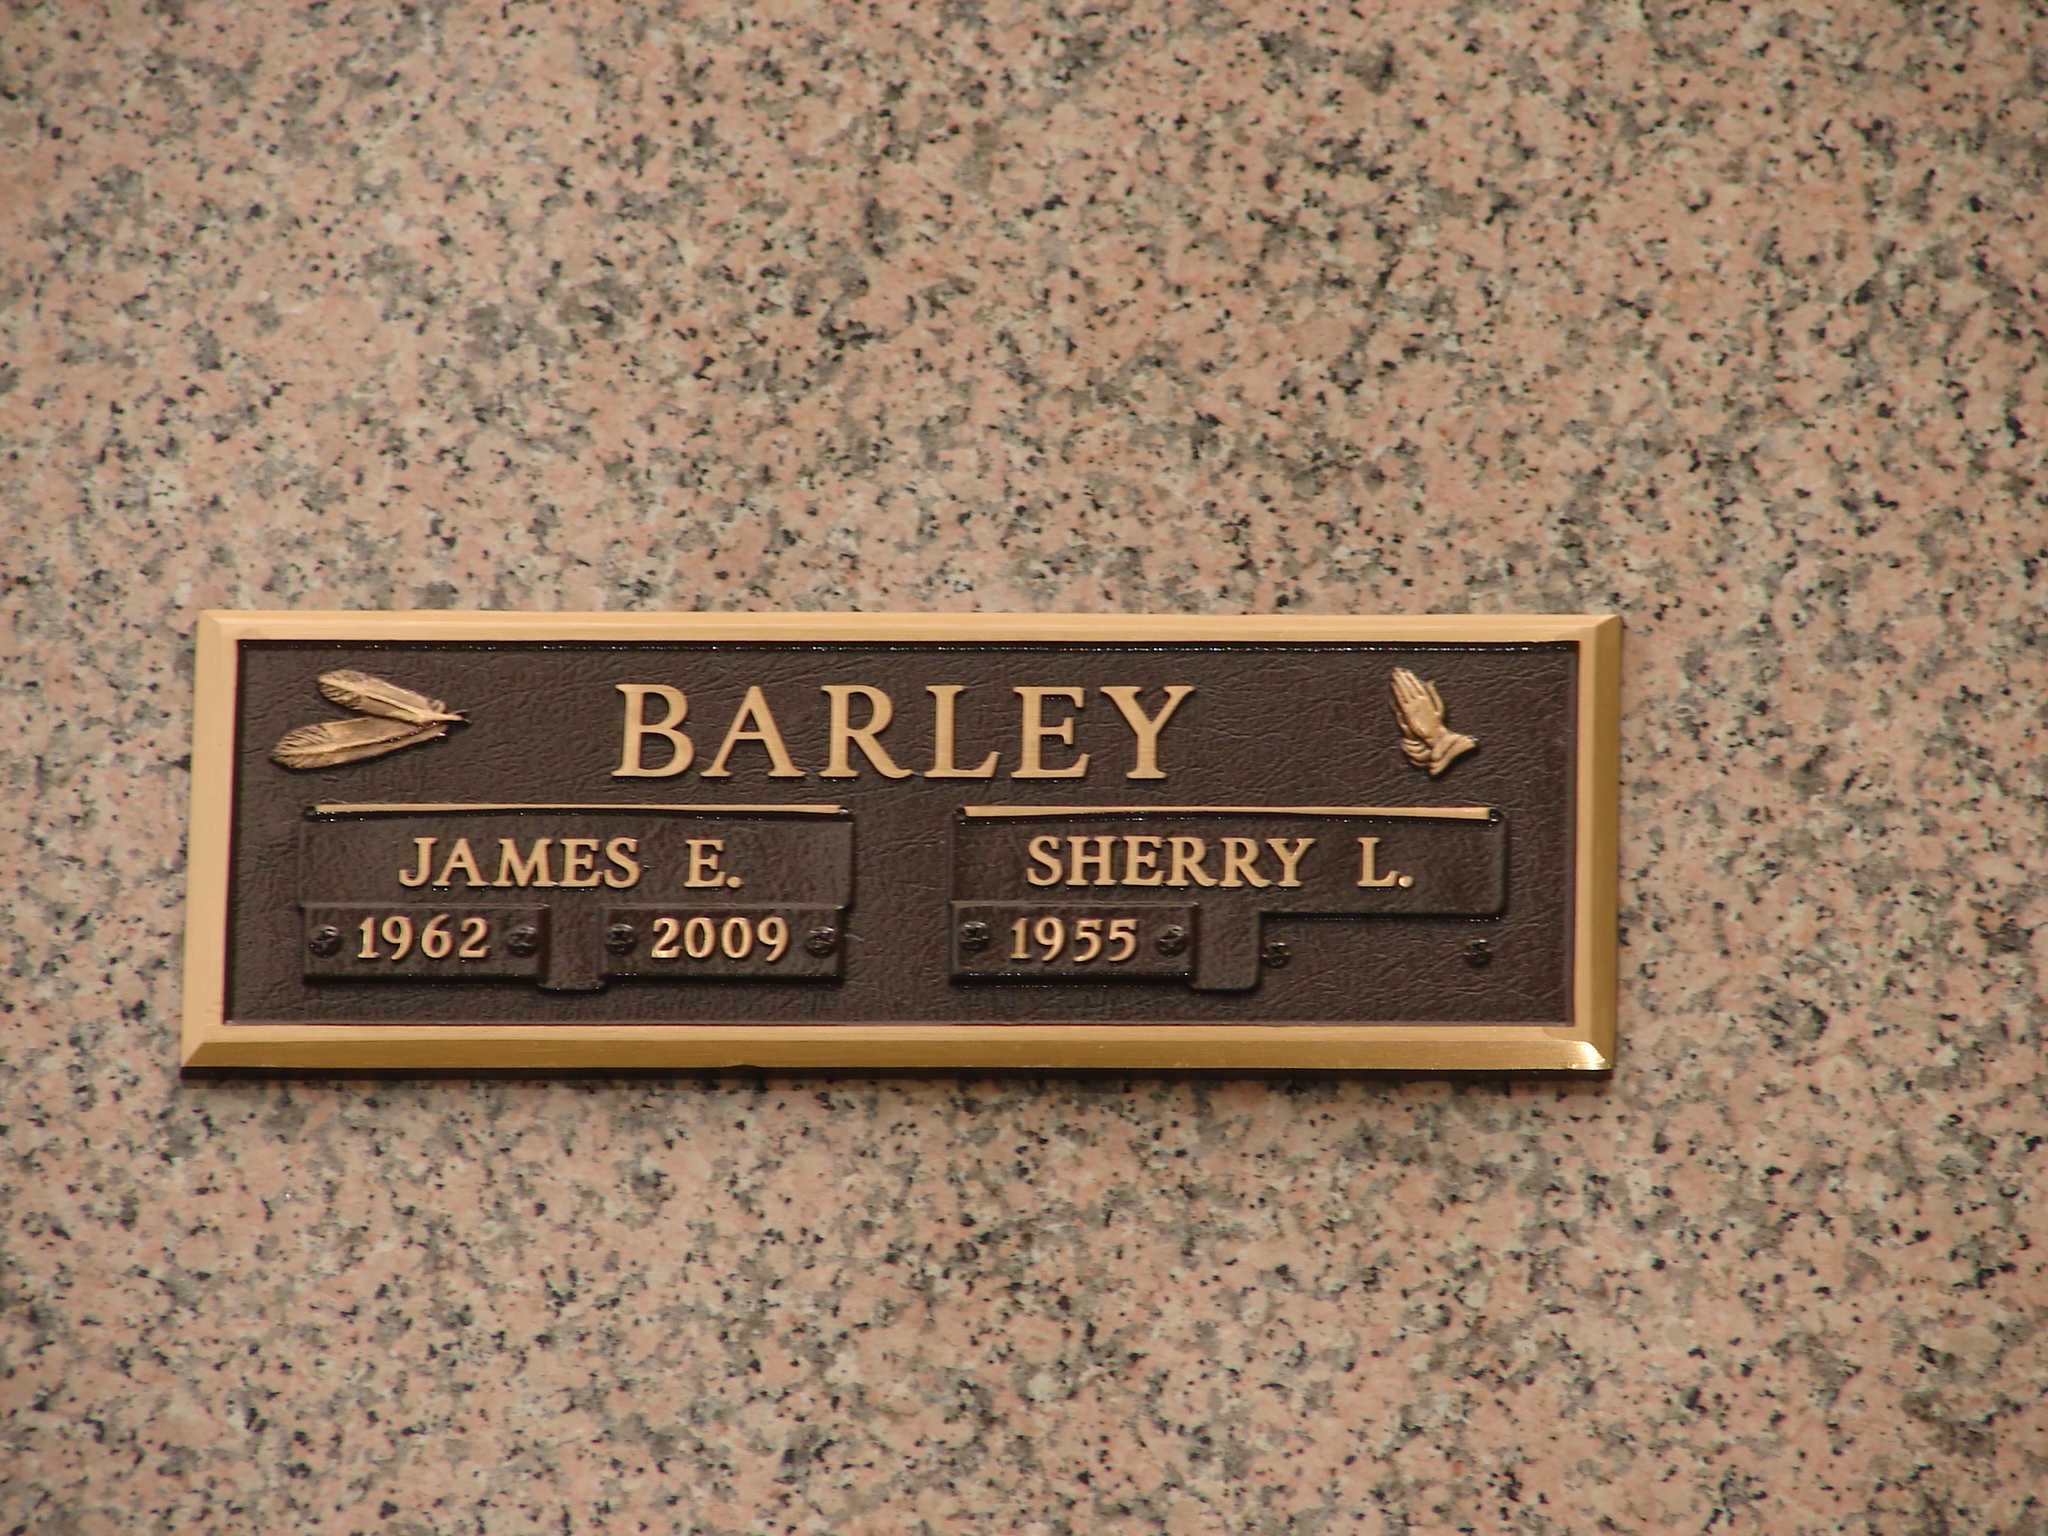 BARLEY
JAMES E. SHERRY L.
1962 2009 1955